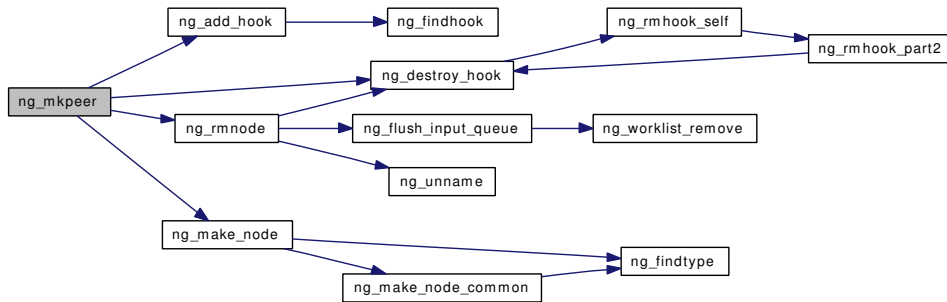 ng_add_hook
ng_findhook
ng_rmhook_self
ng_rmhook_part2
ng_destroy_hook
ng_mkpeer
ng_rmnode
ng_flush_input_queue
ng_worklist_remove
ng_unname
ng_make_node
ng_findtype
ng_make_node_common